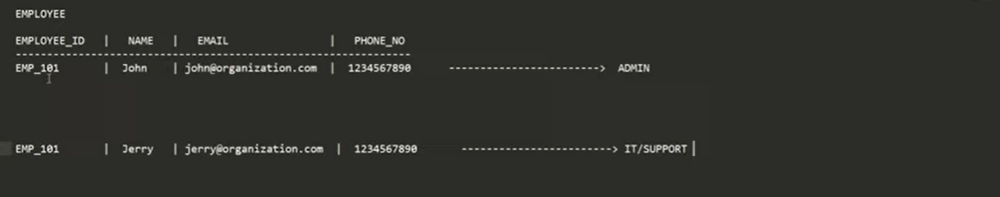 EMPLOYEE
EMPLOYEE_ID | NAME | EMAIL | PHONE_NO
---------------------------------------------------------------
EMP_101 | John | john@organization.com | 1234567890 ------------------------> ADMIN
EMP_101 | Jerry | jerry@organization.com | 1234567890 ------------------------> IT/SUPPORT